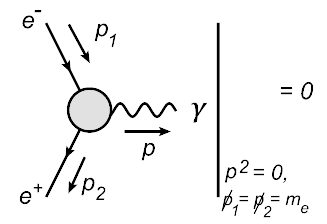 e⁻
p₁
γ
= 0
p
e⁺
p₂
p² = 0,
p̸₁ = p̸₂ = mₑ